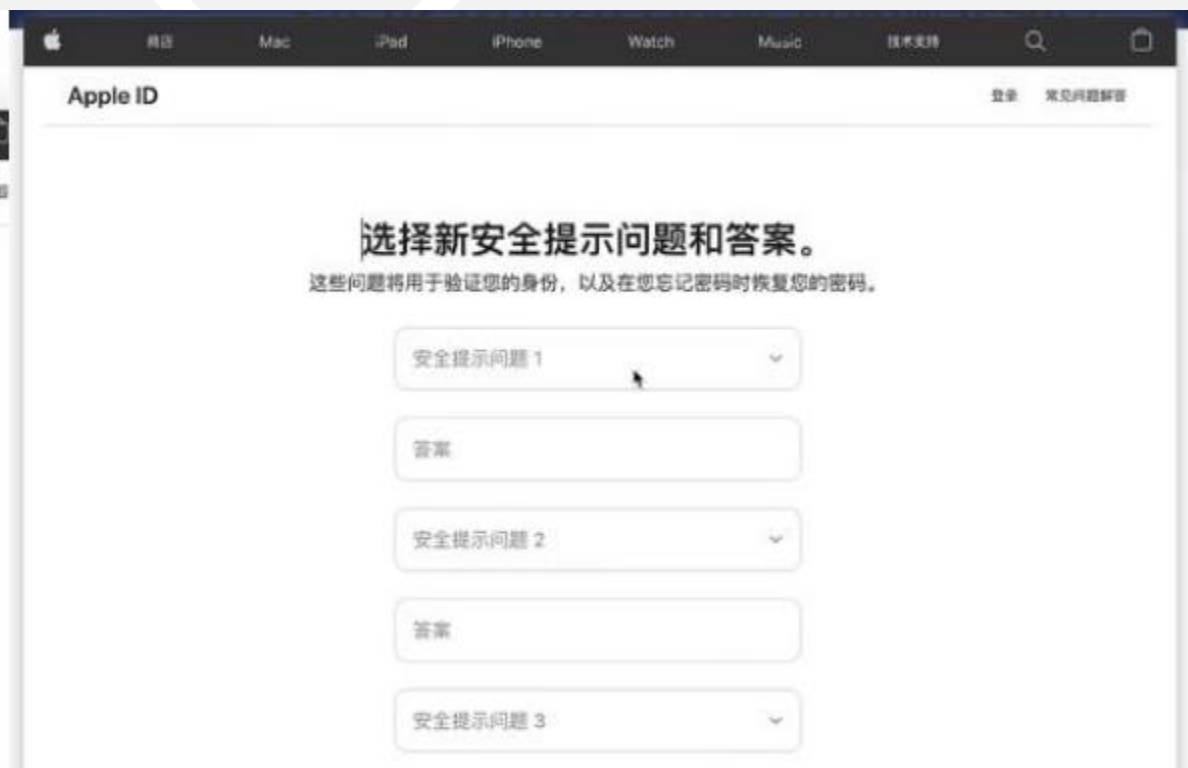 商店 Mac iPad iPhone Watch Music 技术支持
Apple ID 登录 常见问题解答
选择新安全提示问题和答案。
这些问题将用于验证您的身份，以及在您忘记密码时恢复您的密码。
安全提示问题 1
答案
安全提示问题 2
答案
安全提示问题 3